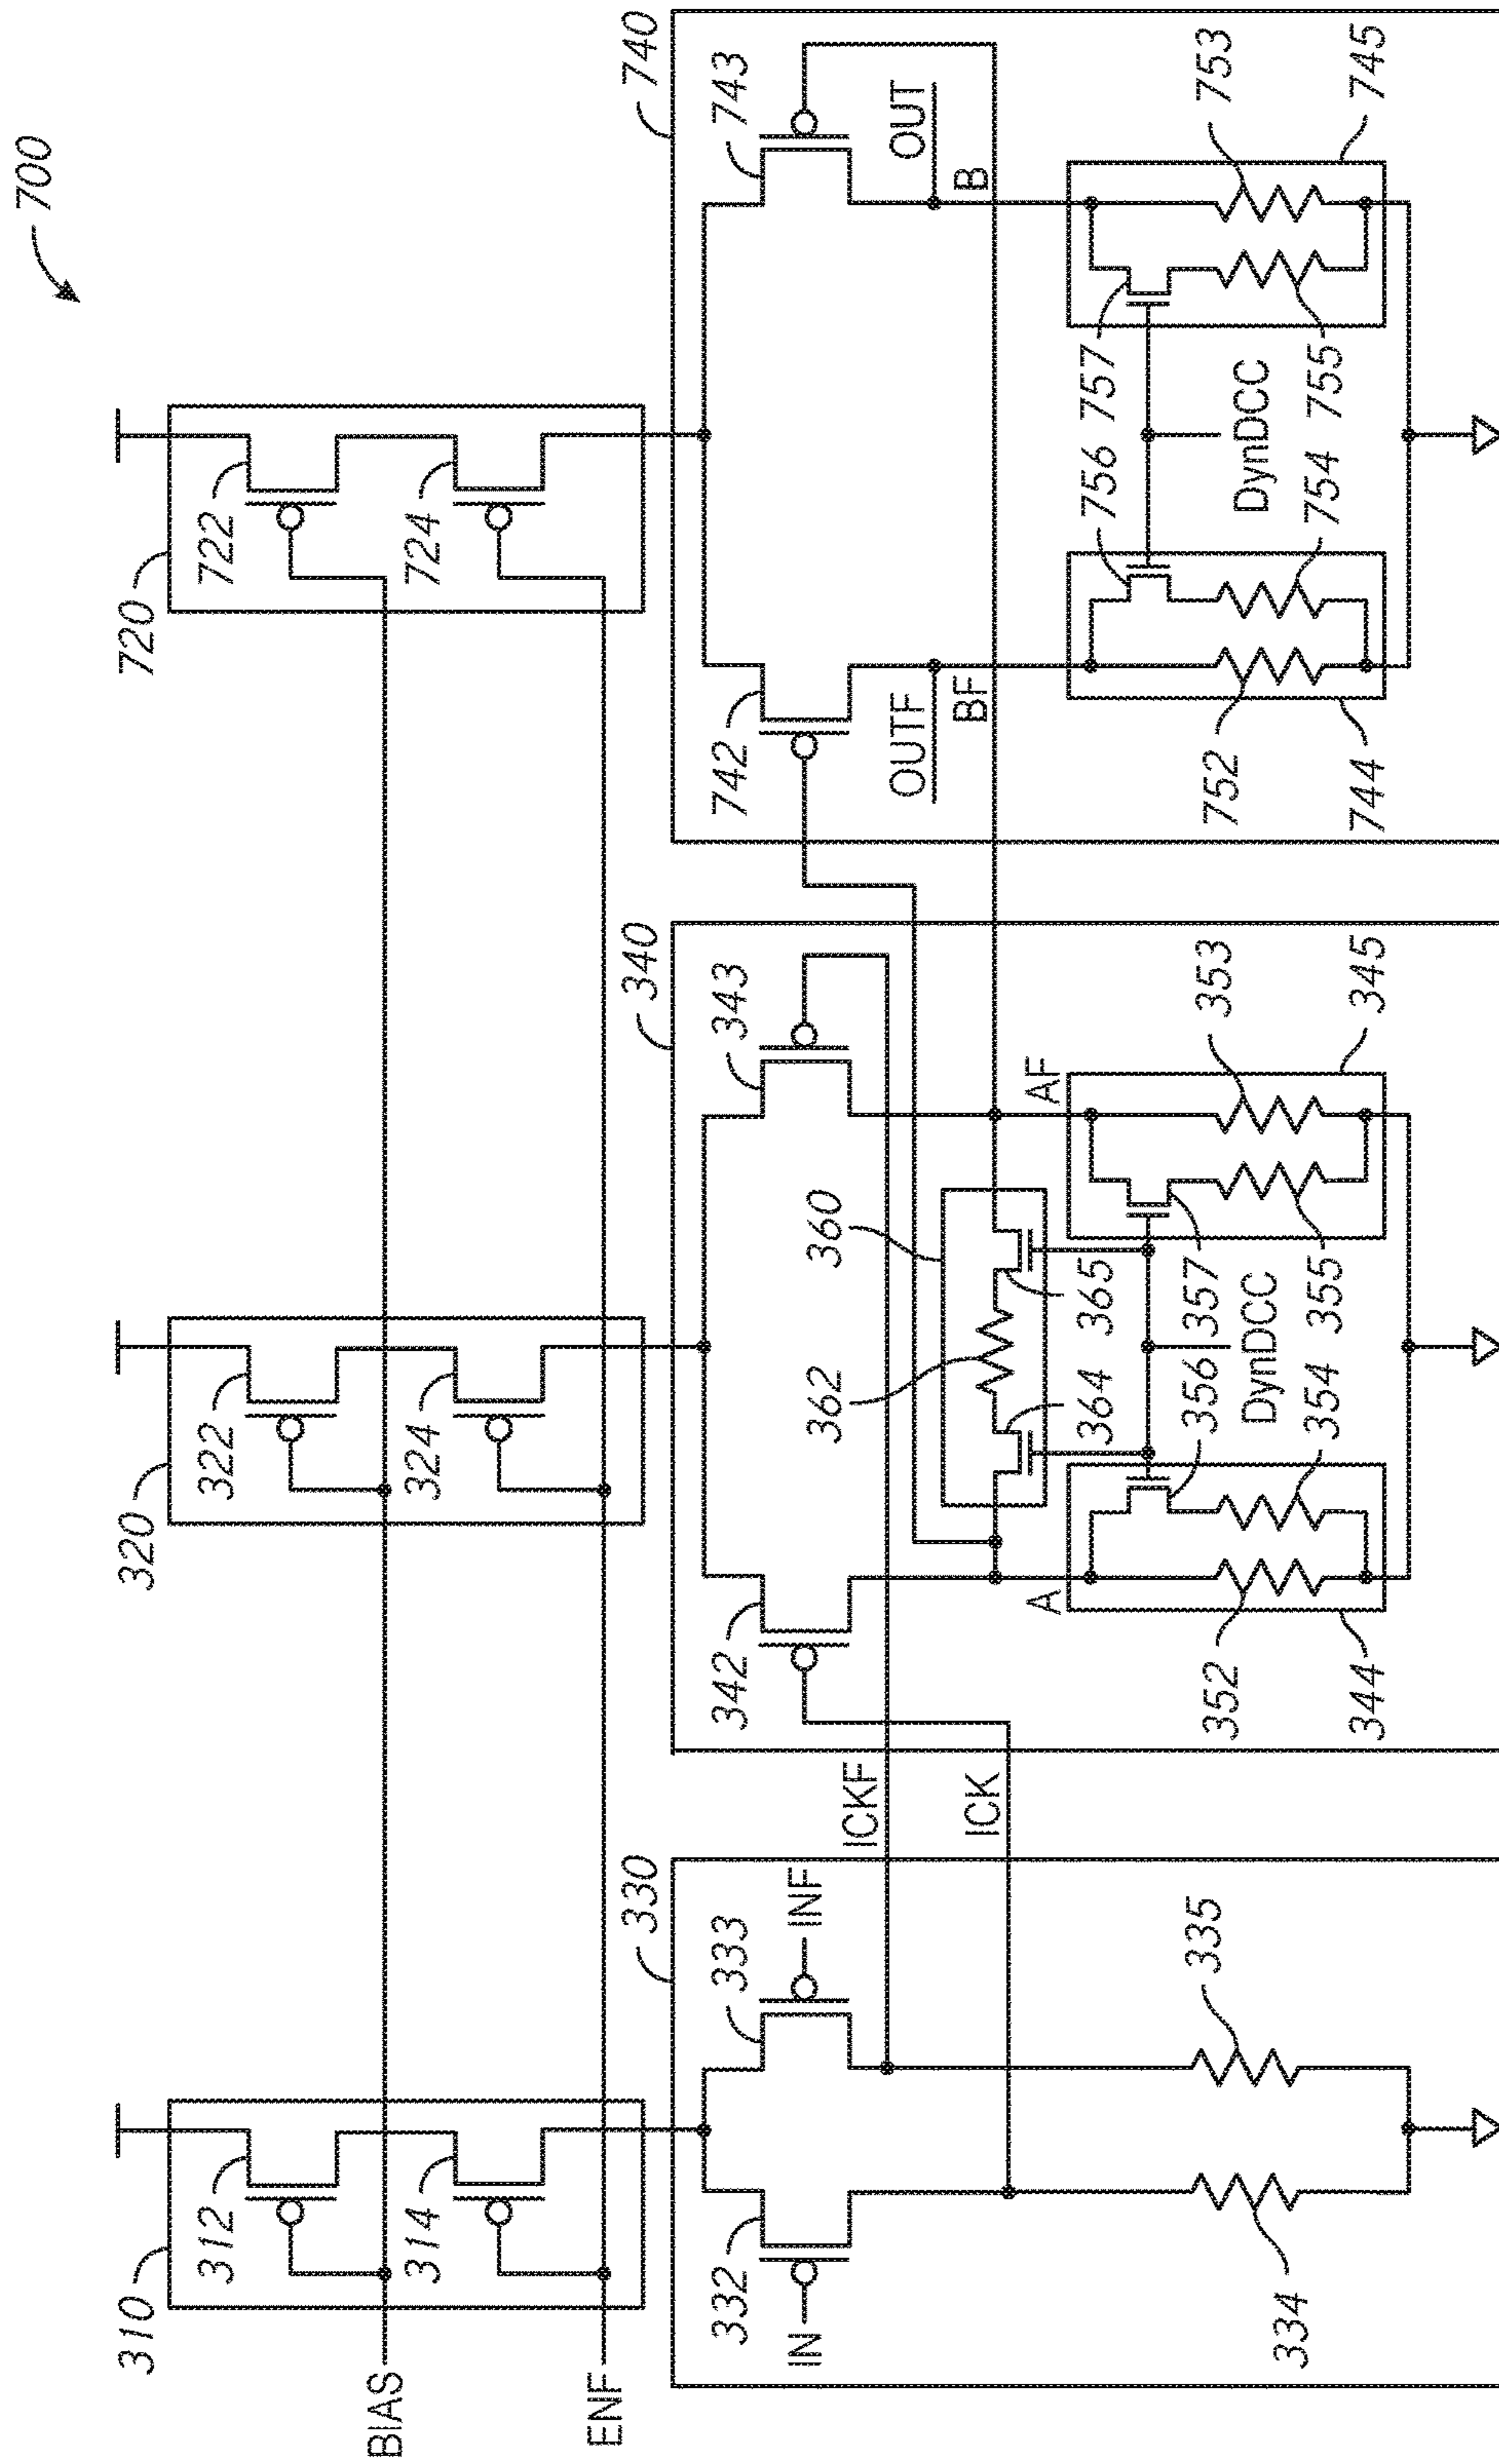 700
310
312
314
320
322
324
720
722
724
BIAS
ENF
330
332
333
IN
INF
334
335
ICKF
ICK
340
342
343
360
362
364
365
A
AF
344
345
352
353
354
355
356
357
DynDCC
740
742
743
OUTF
OUT
BF
B
744
745
752
753
754
755
756
757
DynDCC